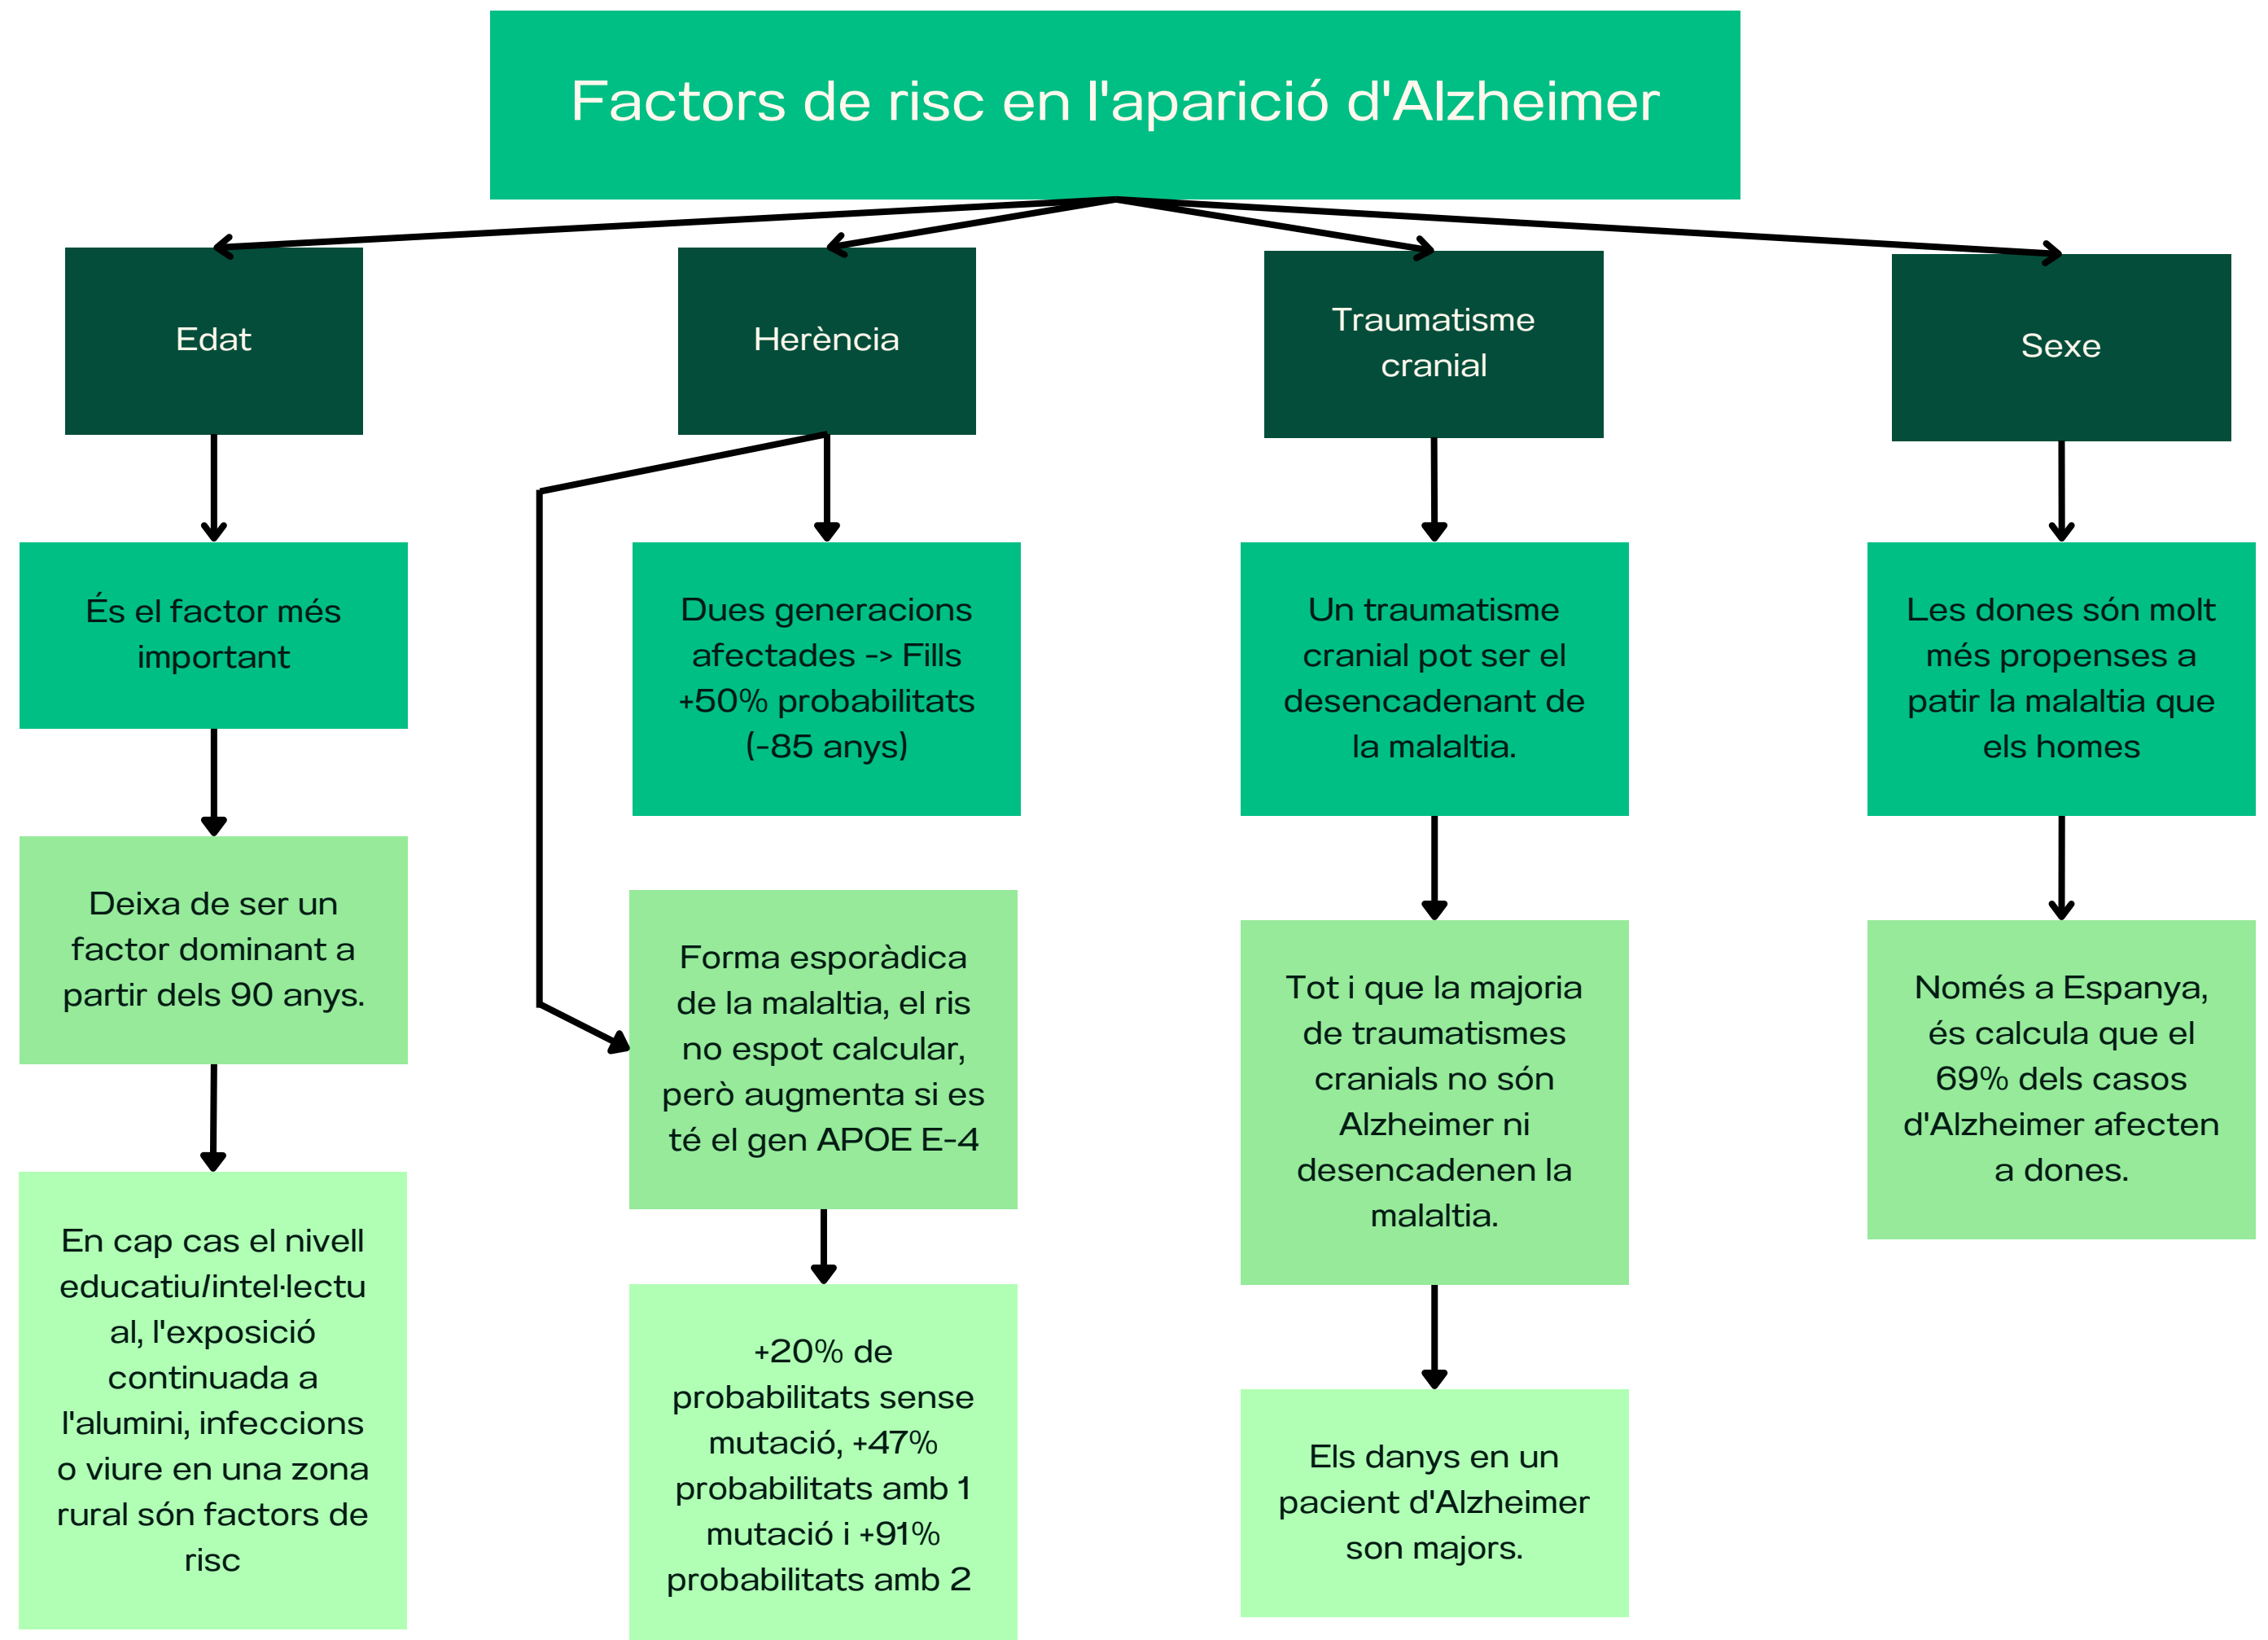 Factors de risc en l'aparició d'Alzheimer
Edat
És el factor més
important
Deixa de ser un
factor dominant a
partir dels 90 anys.
En cap cas el nivell
educatiu/intel·lectu
al, l'exposició
continuada a
l'alumini, infeccions
o viure en una zona
rural són factors de
risc
Herència
Dues generacions
afectades -> Fills
+50% probabilitats
(-85 anys)
Forma esporàdica
de la malaltia, el ris
no espot calcular,
però augmenta si es
té el gen APOE E-4
+20% de
probabilitats sense
mutació, +47%
probabilitats amb 1
mutació i +91%
probabilitats amb 2
Traumatisme
cranial
Un traumatisme
cranial pot ser el
desencadenant de
la malaltia.
Tot i que la majoria
de traumatismes
cranials no són
Alzheimer ni
desencadenen la
malaltia.
Els danys en un
pacient d'Alzheimer
son majors.
Sexe
Les dones són molt
més propenses a
patir la malaltia que
els homes
Només a Espanya,
és calcula que el
69% dels casos
d'Alzheimer afecten
a dones.